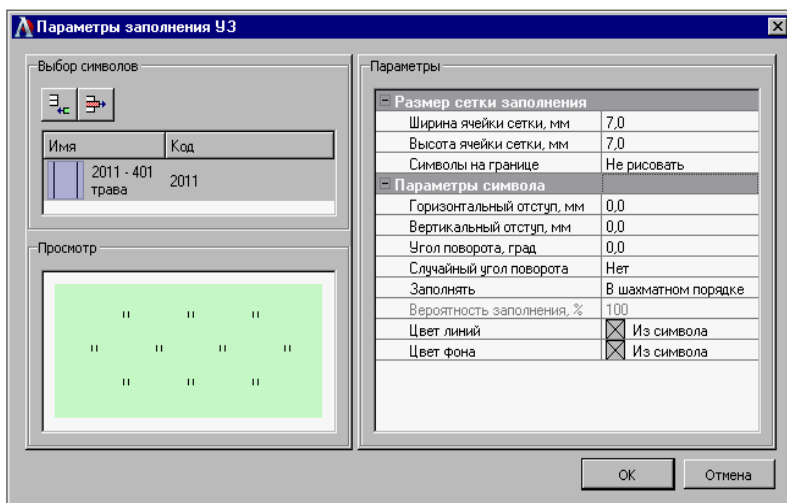 Параметры заполнения УЗ
Выбор символов
Имя Код
2011 - 401 трава 2011
Просмотр
Параметры
Размер сетки заполнения
Ширина ячейки сетки, мм 7,0
Высота ячейки сетки, мм 7,0
Символы на границе Не рисовать
Параметры символа
Горизонтальный отступ, мм 0,0
Вертикальный отступ, мм 0,0
Угол поворота, град 0,0
Случайный угол поворота Нет
Заполнять В шахматном порядке
Вероятность заполнения, % 100
Цвет линий Из символа
Цвет фона Из символа
OK Отмена